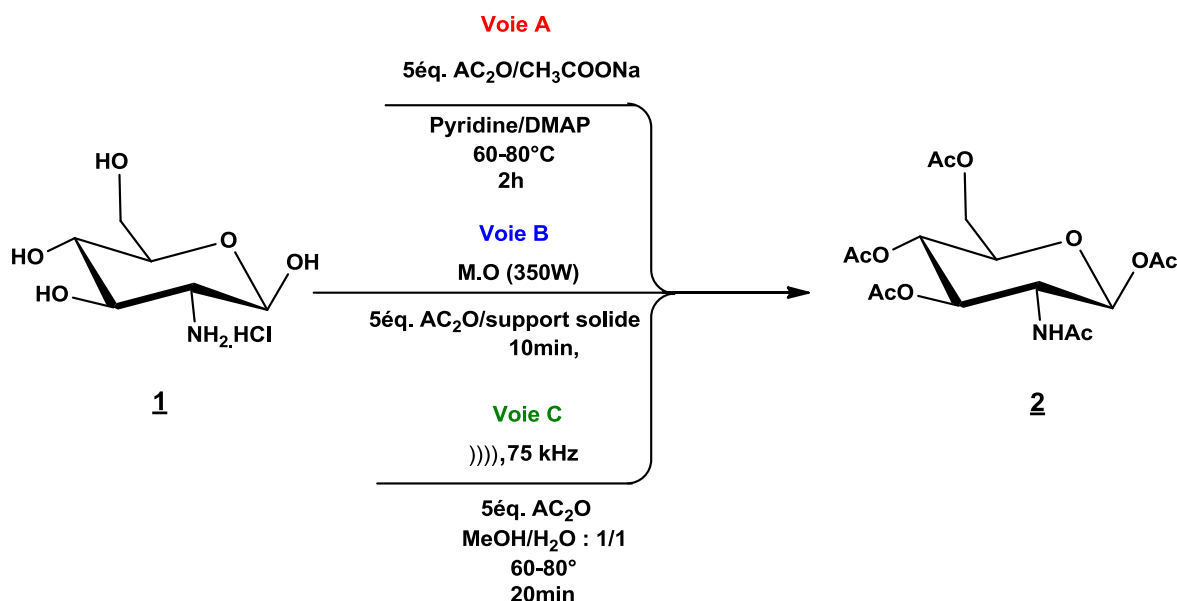 Voie A
5éq. AC₂O/CH₃COONa
Pyridine/DMAP
60-80°C
2h
HO
HO
HO
O
OH
NH₂.HCl
1
Voie B
M.O (350W)
5éq. AC₂O/support solide
10min,
Voie C
)))),75 kHz
5éq. AC₂O
MeOH/H₂O : 1/1
60-80°
20min
AcO
AcO
AcO
O
OAc
NHAc
2